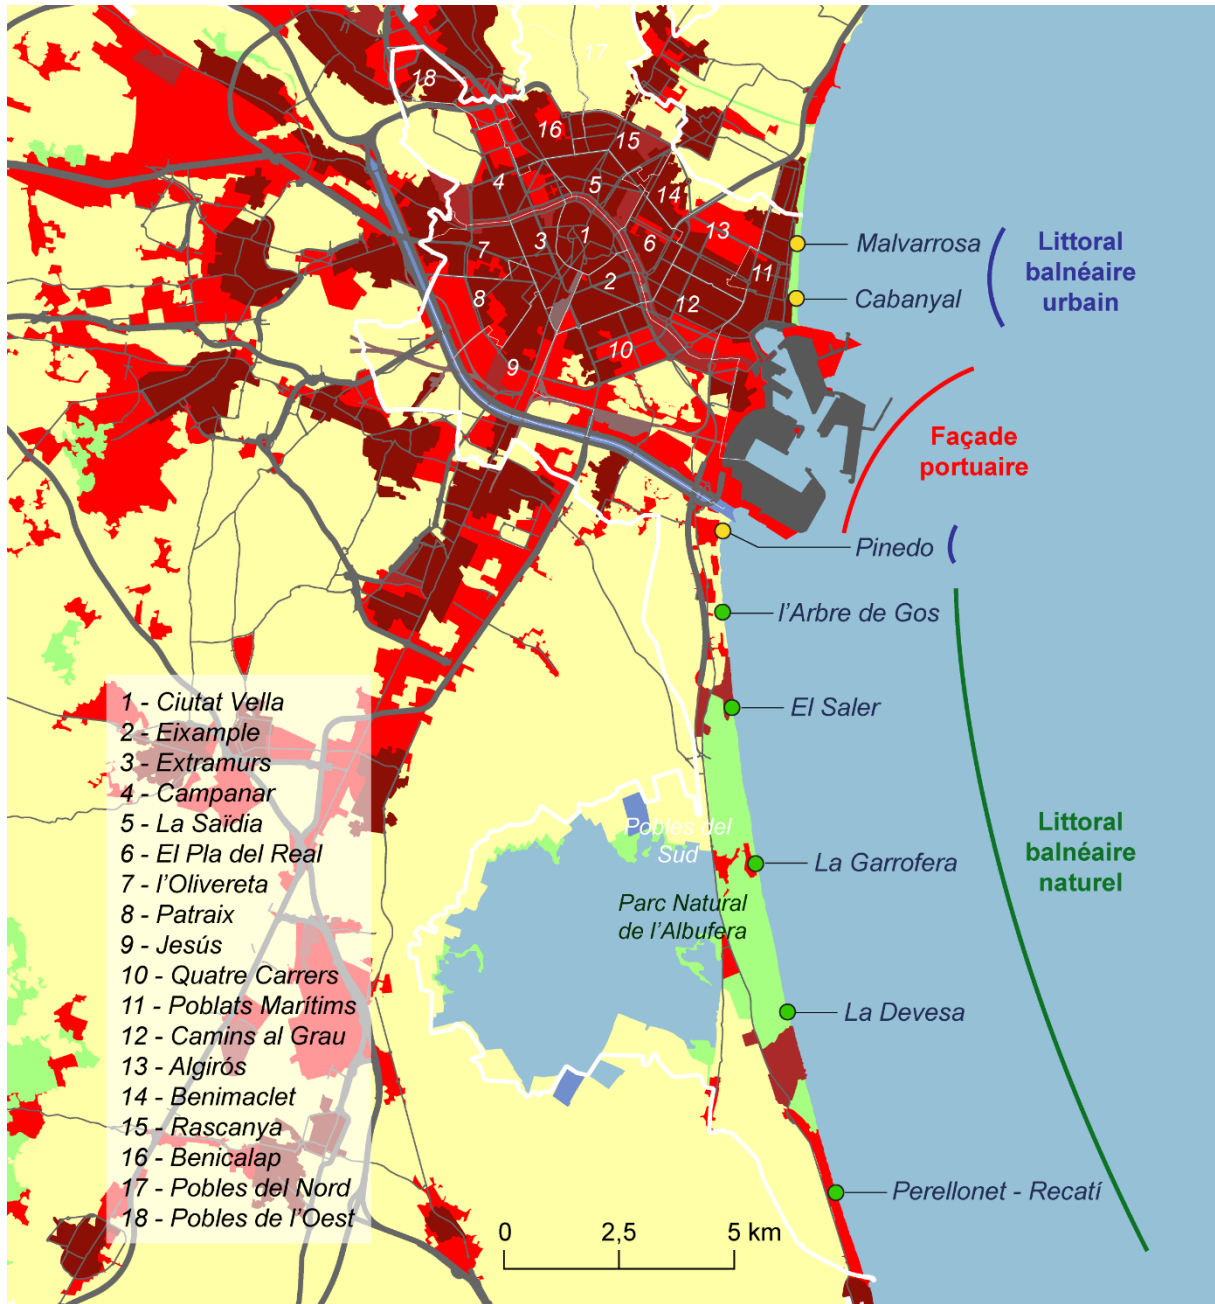 17
18
16
15
4
5
14
13
7
3
1
6
11
8
2
12
9
10
Malvarrosa
Cabanyal
Littoral
balnéaire
urbain
Façade
portuaire
Pinedo
l'Arbre de Gos
El Saler
La Garrofera
La Devesa
Perellonet - Recatí
Littoral
balnéaire
naturel
Pobles del
Sud
Parc Natural
de l'Albufera
1 - Ciutat Vella
2 - Eixample
3 - Extramurs
4 - Campanar
5 - La Saïdia
6 - El Pla del Real
7 - l'Olivereta
8 - Patraix
9 - Jesús
10 - Quatre Carrers
11 - Poblats Marítims
12 - Camins al Grau
13 - Algirós
14 - Benimaclet
15 - Rascanya
16 - Benicalap
17 - Pobles del Nord
18 - Pobles de l'Oest
0 2,5 5 km